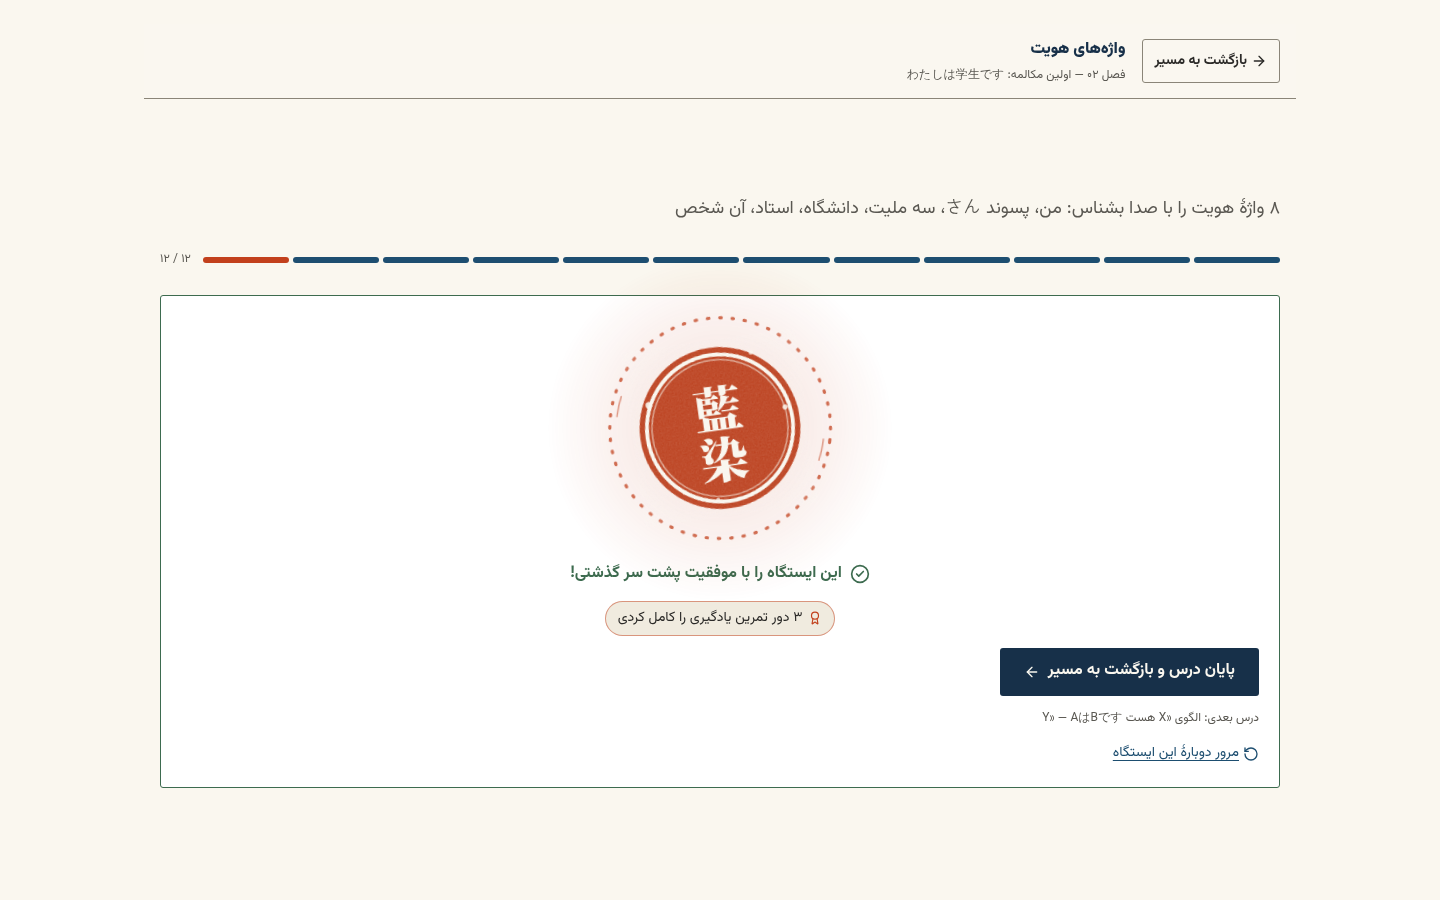 بازگشت به مسیر
واژه‌های هویت
فصل ۰۲ — اولین مکالمه: わたしは学生です
۸ واژهٔ هویت را با صدا بشناس: من، پسوند さん، سه ملیت، دانشگاه، استاد، آن شخص
۱۲ / ۱۲
藍染
این ایستگاه را با موفقیت پشت سر گذشتی!
۳ دور تمرین یادگیری را کامل کردی
پایان درس و بازگشت به مسیر
درس بعدی: الگوی «X هست Y» — AはBです
مرور دوبارهٔ این ایستگاه